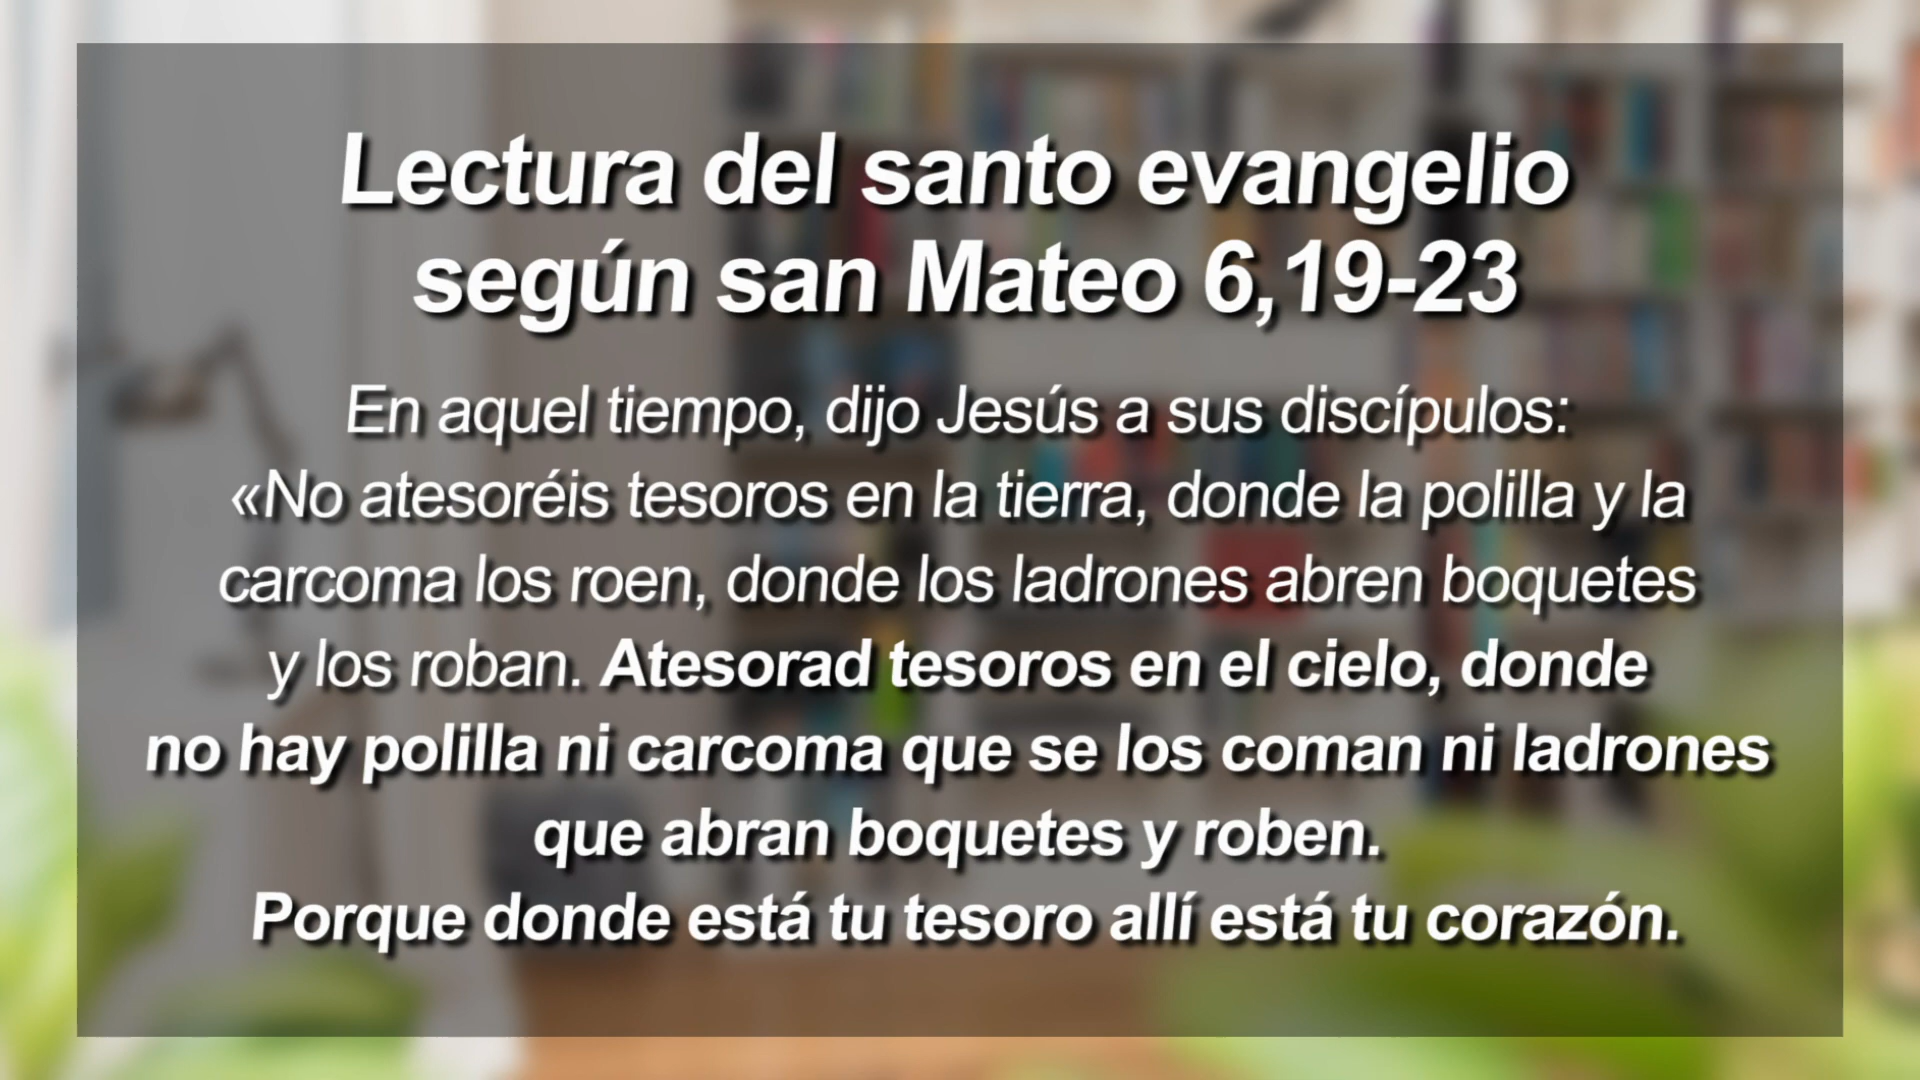 Lectura del santo evangelio
según san Mateo 6,19-23
En aquel tiempo, dijo Jesús a sus discípulos:
«No atesoréis tesoros en la tierra, donde la polilla y la
carcoma los roen, donde los ladrones abren boquetes
y los roban. Atesorad tesoros en el cielo, donde
no hay polilla ni carcoma que se los coman ni ladrones
que abran boquetes y roben.
Porque donde está tu tesoro allí está tu corazón.